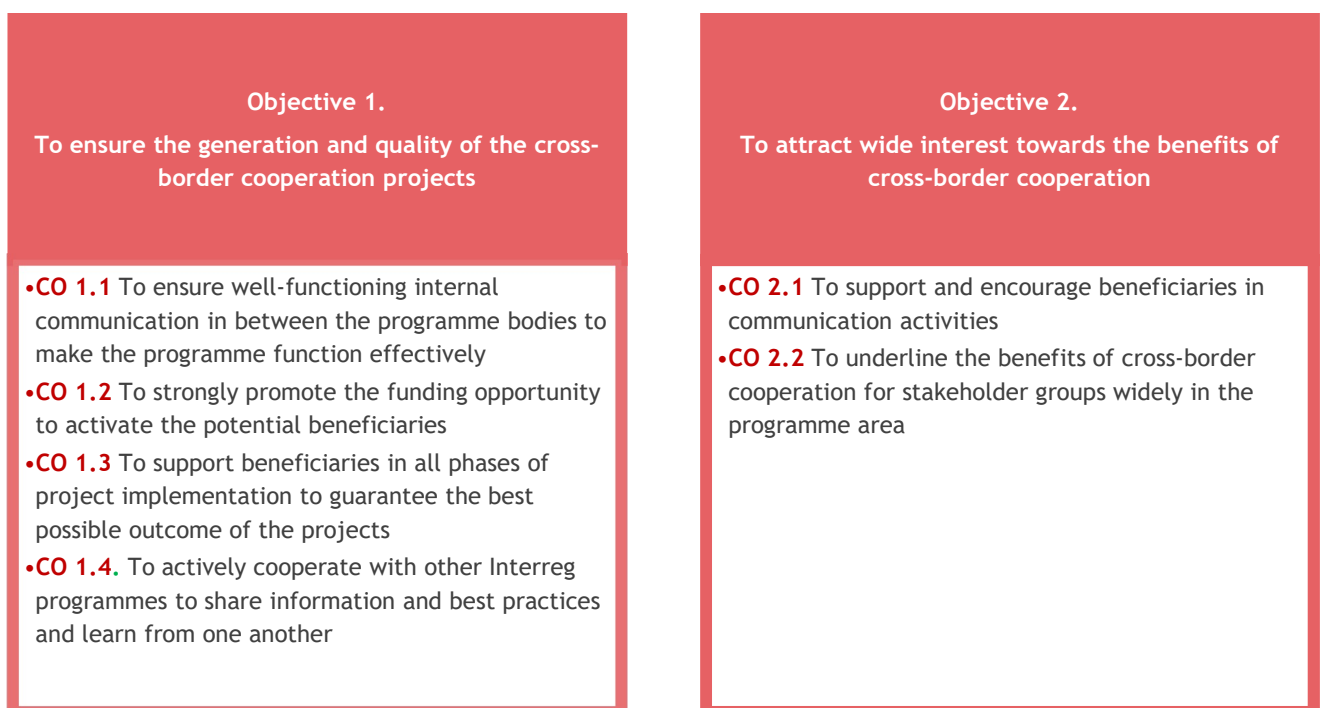 Objective 1.
To ensure the generation and quality of the cross-
border cooperation projects
•CO 1.1 To ensure well-functioning internal
communication in between the programme bodies to
make the programme function effectively
•CO 1.2 To strongly promote the funding opportunity
to activate the potential beneficiaries
•CO 1.3 To support beneficiaries in all phases of
project implementation to guarantee the best
possible outcome of the projects
•CO 1.4. To actively cooperate with other Interreg
programmes to share information and best practices
and learn from one another
Objective 2.
To attract wide interest towards the benefits of
cross-border cooperation
•CO 2.1 To support and encourage beneficiaries in
communication activities
•CO 2.2 To underline the benefits of cross-border
cooperation for stakeholder groups widely in the
programme area